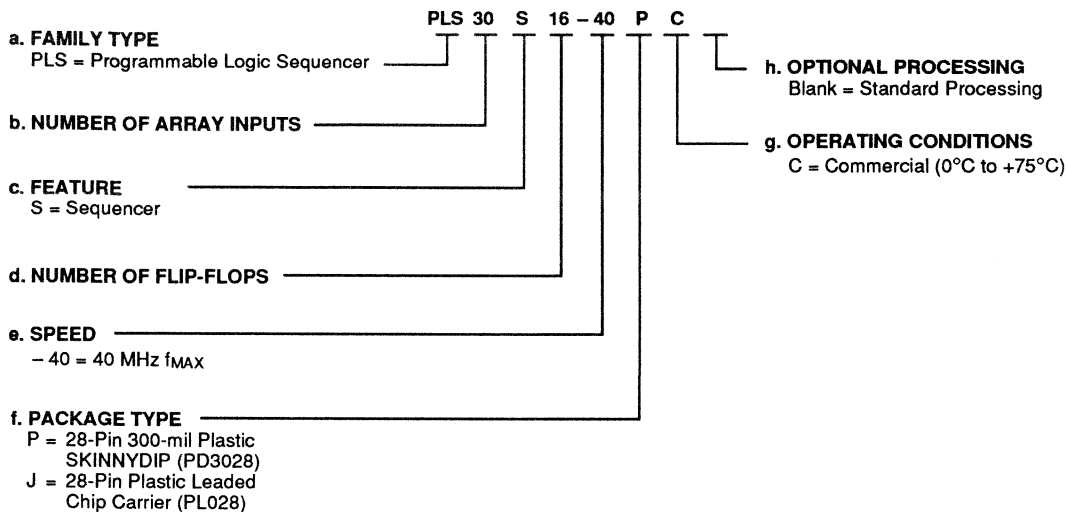 PLS 30 S 16 – 40 P C
a. FAMILY TYPE
PLS = Programmable Logic Sequencer
b. NUMBER OF ARRAY INPUTS
c. FEATURE
S = Sequencer
d. NUMBER OF FLIP-FLOPS
e. SPEED
– 40 = 40 MHz fMAX
f. PACKAGE TYPE
P = 28-Pin 300-mil Plastic
SKINNYDIP (PD3028)
J = 28-Pin Plastic Leaded
Chip Carrier (PL028)
h. OPTIONAL PROCESSING
Blank = Standard Processing
g. OPERATING CONDITIONS
C = Commercial (0°C to +75°C)